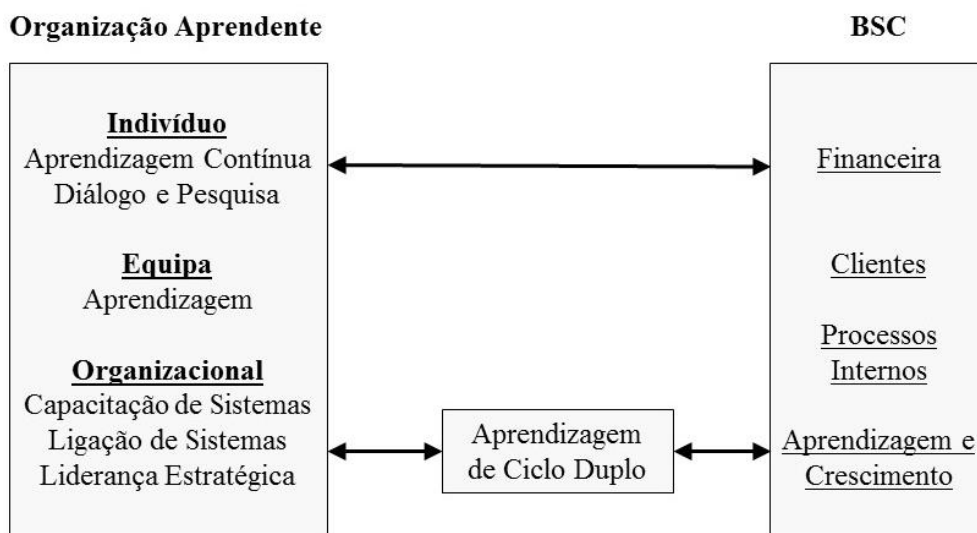 Organização Aprendente
BSC
Indivíduo
Aprendizagem Contínua
Diálogo e Pesquisa
Equipa
Aprendizagem
Organizacional
Capacitação de Sistemas
Ligação de Sistemas
Liderança Estratégica
Aprendizagem
de Ciclo Duplo
Financeira
Clientes
Processos
Internos
Aprendizagem e
Crescimento